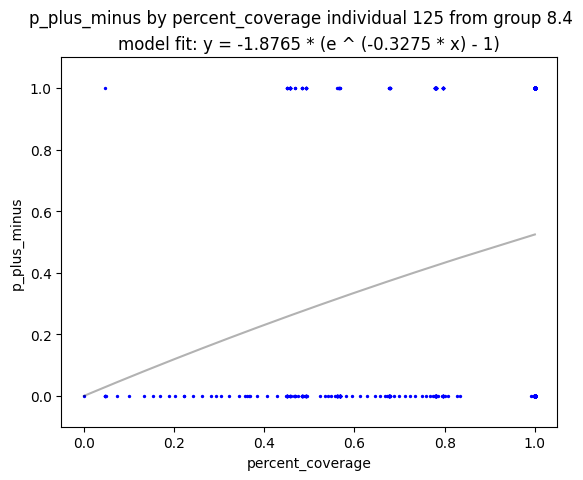 p_plus_minus by percent_coverage individual 125 from group 8.4
model fit: y = -1.8765 * (e ^ (-0.3275 * x) - 1)
1.0
0.8
0.6
0.4
0.2
0.0
p_plus_minus
0.0 0.2 0.4 0.6 0.8 1.0
percent_coverage